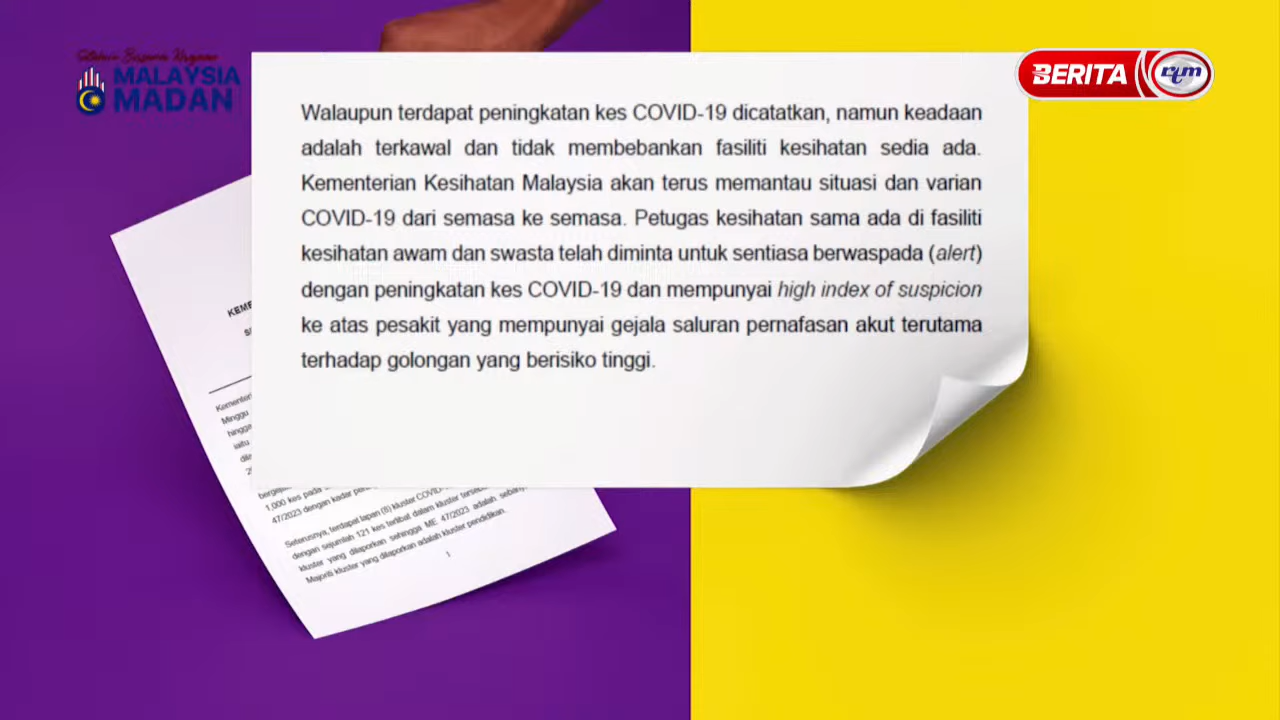 MALAYSIA
MADAN
BERITA rtm
Walaupun terdapat peningkatan kes COVID-19 dicatatkan, namun keadaan
adalah terkawal dan tidak membebankan fasiliti kesihatan sedia ada.
Kementerian Kesihatan Malaysia akan terus memantau situasi dan varian
COVID-19 dari semasa ke semasa. Petugas kesihatan sama ada di fasiliti
kesihatan awam dan swasta telah diminta untuk sentiasa berwaspada (alert)
dengan peningkatan kes COVID-19 dan mempunyai high index of suspicion
ke atas pesakit yang mempunyai gejala saluran pernafasan akut terutama
terhadap golongan yang berisiko tinggi.
KEME
Kementer
Minggu
hingga
iaitu
1,000 kes pada
47/2023 dengan kadar
Seterusnya, terdapat lapan (8) kluster COVID
dengan sejumlah 121 kes terlibat dalam kluster
kluster yang dilaporkan sehingga ME 47/2023 adalah
Majoriti kluster yang dilaporkan adalah kluster pendidikan.
1